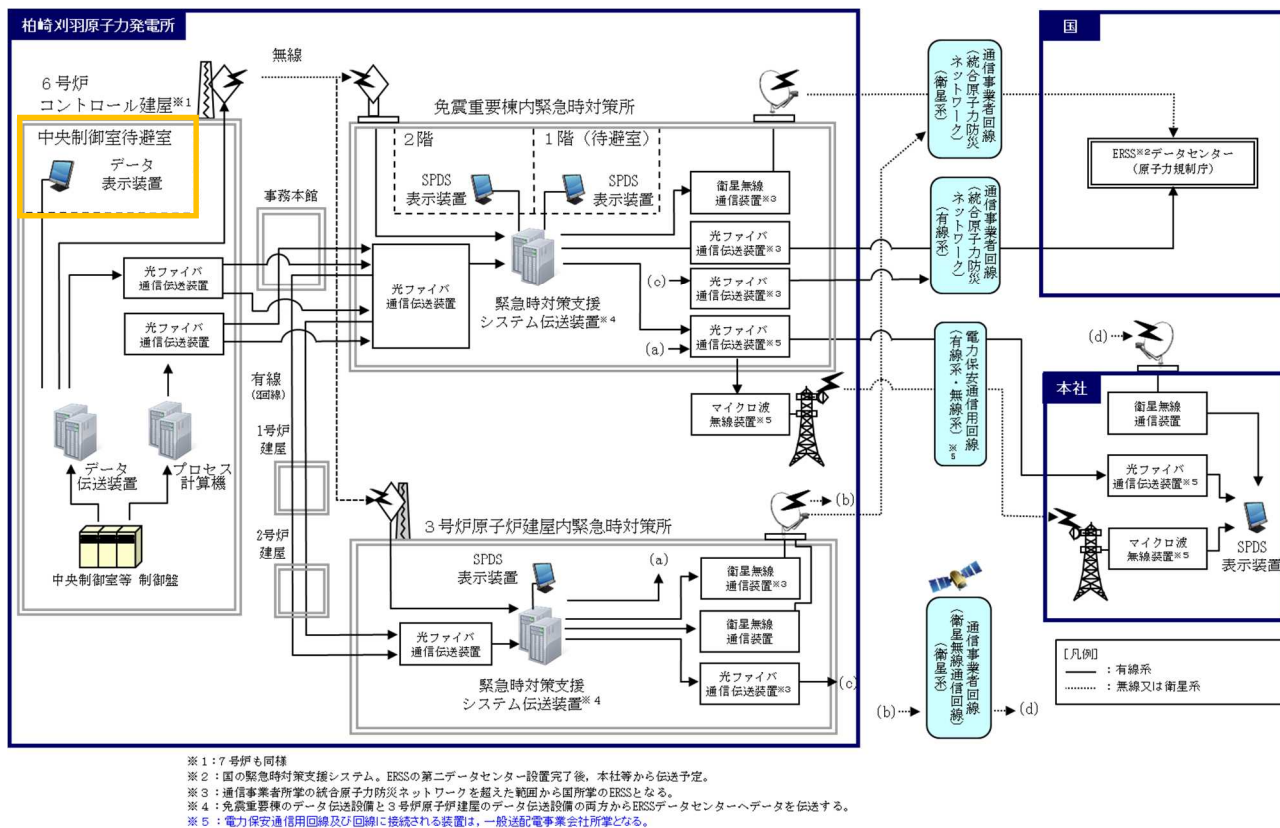 柏崎刈羽原子力発電所
6号炉
コントロール建屋※1
中央制御室待避室
データ
表示装置
光ファイバ
通信伝送装置
光ファイバ
通信伝送装置
データ
伝送装置
プロセス
計算機
中央制御室等 制御盤
無線
事務本館
有線
(2回線)
1号炉
建屋
2号炉
建屋
免震重要棟内緊急時対策所
2階
1階（待避室）
SPDS
表示装置
SPDS
表示装置
光ファイバ
通信伝送装置
緊急時対策支援
システム伝送装置※4
衛星無線
通信装置※3
光ファイバ
通信伝送装置※3
(c)
光ファイバ
通信伝送装置※3
(a)
光ファイバ
通信伝送装置※5
マイクロ波
無線装置※5
3号炉原子炉建屋内緊急時対策所
SPDS
表示装置
(a)
(b)
光ファイバ
通信伝送装置
緊急時対策支援
システム伝送装置※4
衛星無線
通信装置※3
衛星無線
通信装置
光ファイバ
通信伝送装置※3
(c)
通信事業者回線
（統合原子力防災
ネットワーク）
（衛星系）
通信事業者回線
（統合原子力防災
ネットワーク）
（有線系）
電力保安通信用回線
（有線系・無線系）※5
通信事業者回線
（衛星無線通信回線）
（衛星系）
(b)
(d)
国
ERSS※2データセンター
（原子力規制庁）
(d)
本社
衛星無線
通信装置
光ファイバ
通信伝送装置※5
マイクロ波
無線装置※5
SPDS
表示装置
[凡例]
：有線系
：無線又は衛星系
※1：7号炉も同様
※2：国の緊急時対策支援システム。ERSSの第二データセンター設置完了後，本社等から伝送予定。
※3：通信事業者所掌の統合原子力防災ネットワークを超えた範囲から国所掌のERSSとなる。
※4：免震重要棟のデータ伝送設備と3号炉原子炉建屋のデータ伝送設備の両方からERSSデータセンターへデータを伝送する。
※5：電力保安通信用回線及び回線に接続される装置は，一般送配電事業会社所掌となる。